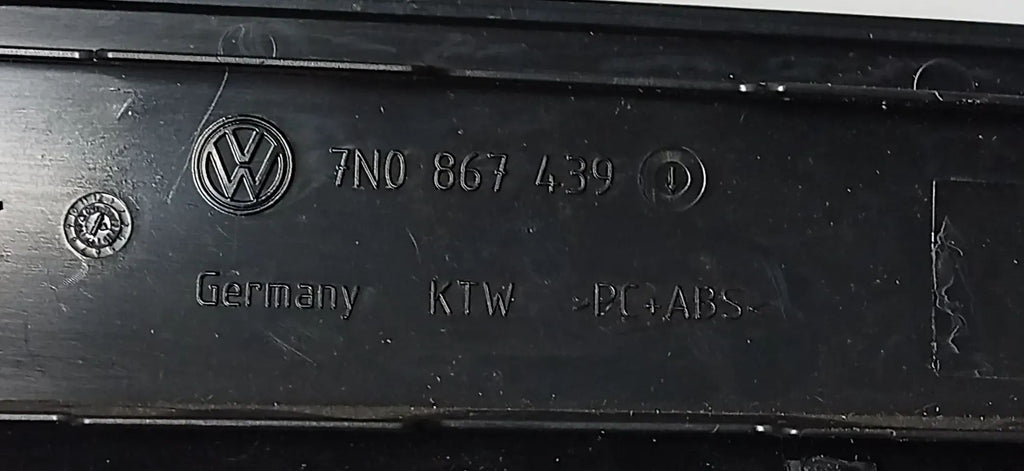 7N0 867 439
Germany KTW >PC+ABS<